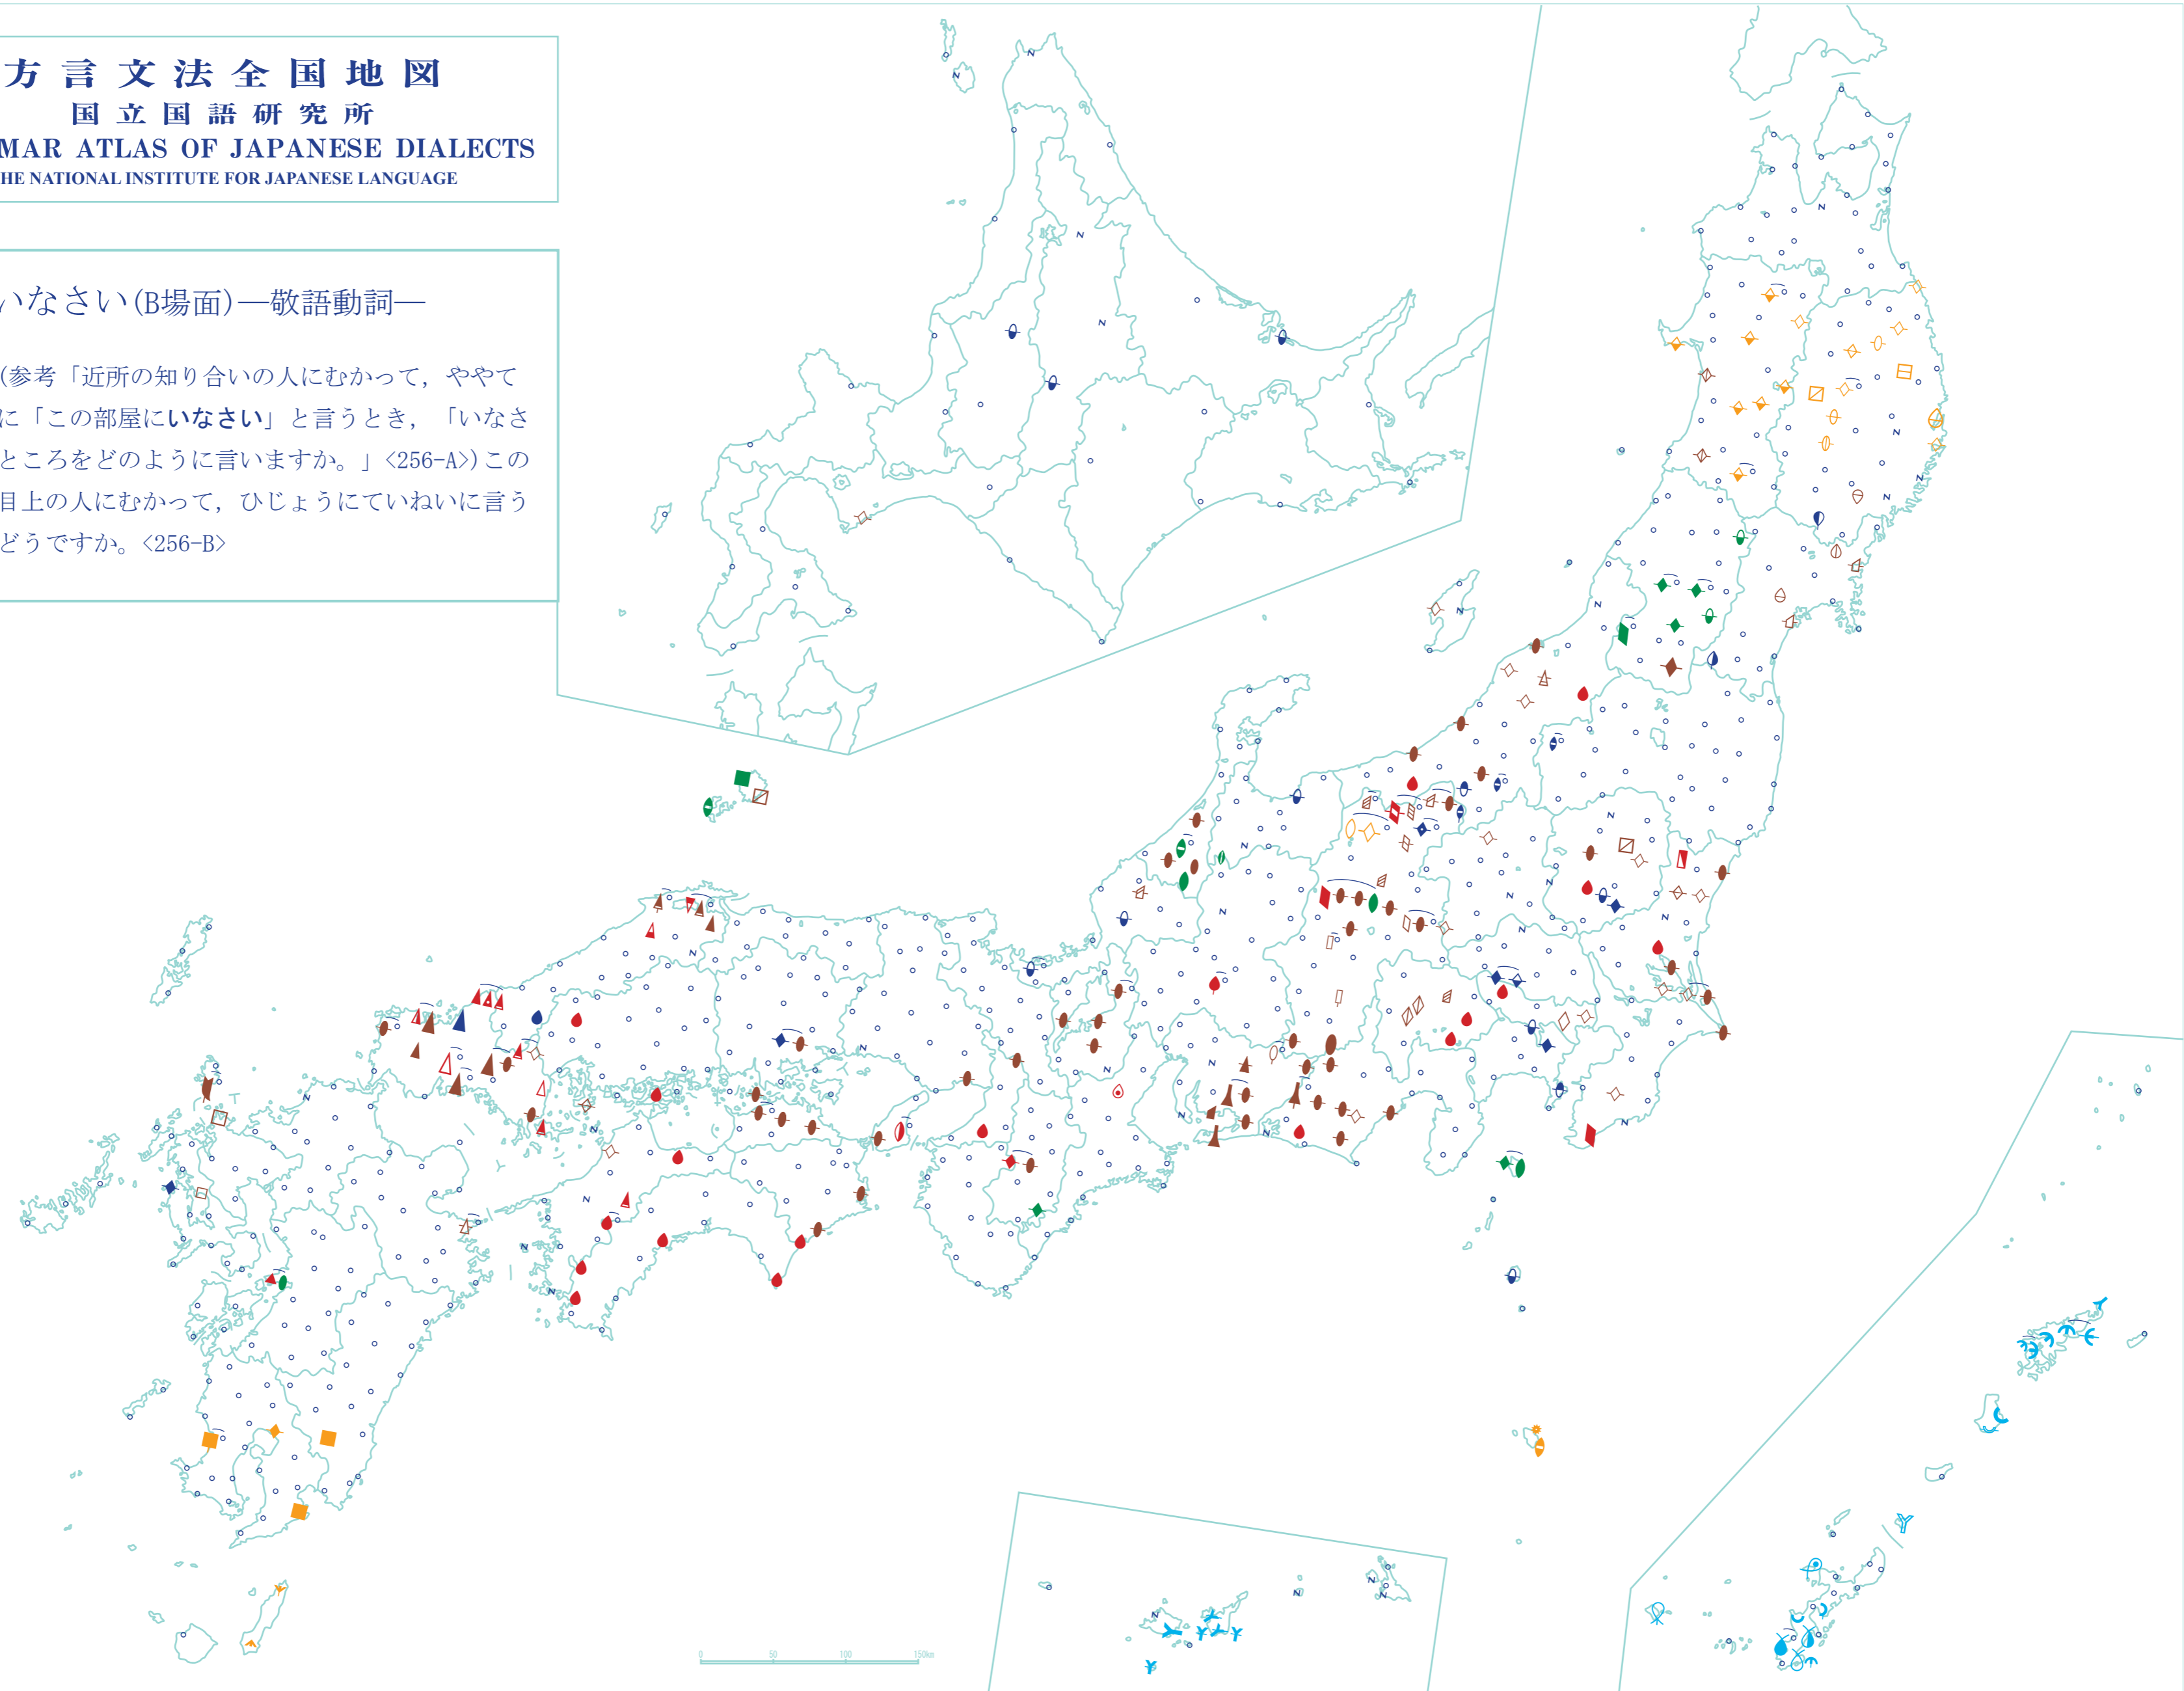 方言文法全国地図
国立国語研究所
MAR ATLAS OF JAPANESE DIALECTS
HE NATIONAL INSTITUTE FOR JAPANESE LANGUAGE
いなさい(B場面)―敬語動詞―
(参考「近所の知り合いの人にむかって，ややて
に「この部屋にいなさい」と言うとき，「いなさ
ところをどのように言いますか。」<256-A>)この
目上の人にむかって，ひじょうにていねいに言う
どうですか。<256-B>
0 50 100 150km